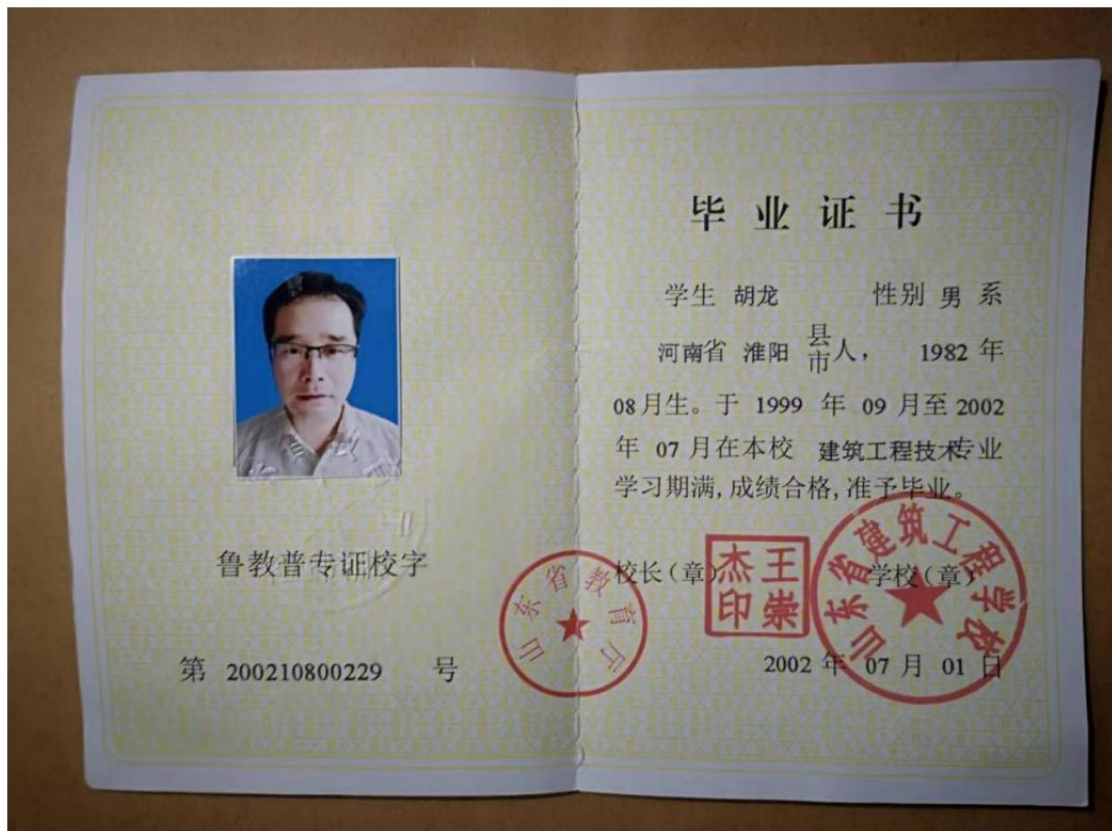 鲁教普专证校字
第 200210800229 号
山东省教育厅
毕业证书
学生 胡龙 性别 男 系
河南省 淮阳 县市人, 1982 年
08月生。于 1999 年 09 月至 2002
年 07 月在本校 建筑工程技术专业
学习期满,成绩合格,准予毕业。
校长(章) 学校(章)
王崇杰印
山东省建筑工程学校
2002 年 07 月 01 日